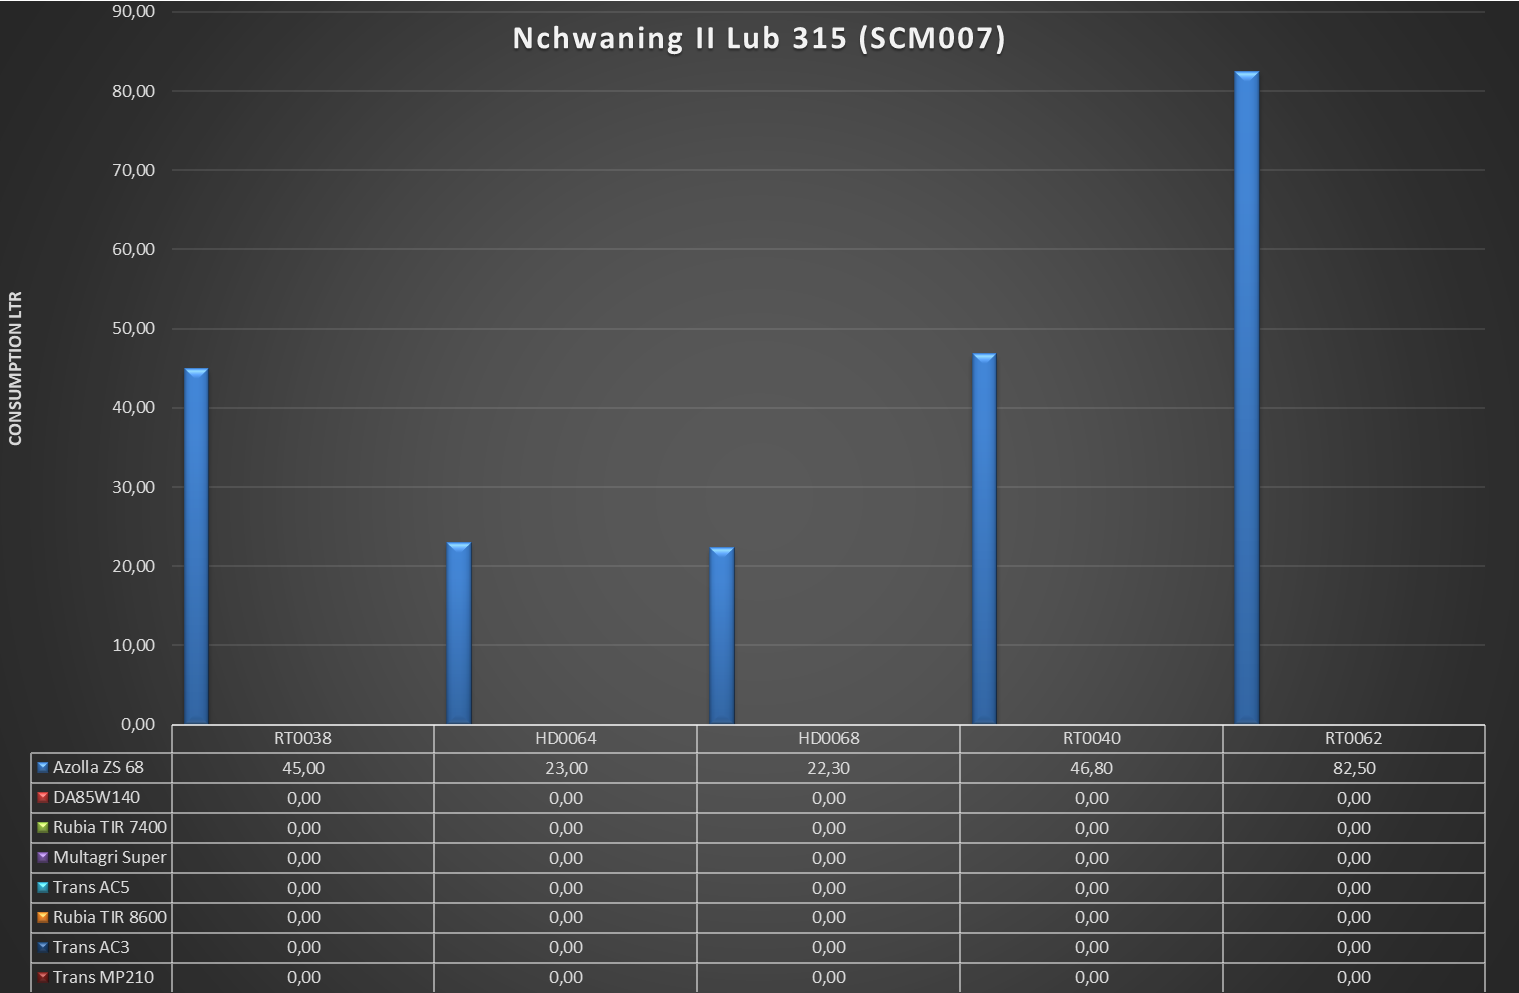 Nchwaning II Lub 315 (SCM007)
90,00
80,00
70,00
60,00
50,00
40,00
30,00
20,00
10,00
0,00
CONSUMPTION LTR
RT0038 HD0064 HD0068 RT0040 RT0062
Azolla ZS 68 45,00 23,00 22,30 46,80 82,50
DA85W140 0,00 0,00 0,00 0,00 0,00
Rubia TIR 7400 0,00 0,00 0,00 0,00 0,00
Multagri Super 0,00 0,00 0,00 0,00 0,00
Trans AC5 0,00 0,00 0,00 0,00 0,00
Rubia TIR 8600 0,00 0,00 0,00 0,00 0,00
Trans AC3 0,00 0,00 0,00 0,00 0,00
Trans MP210 0,00 0,00 0,00 0,00 0,00